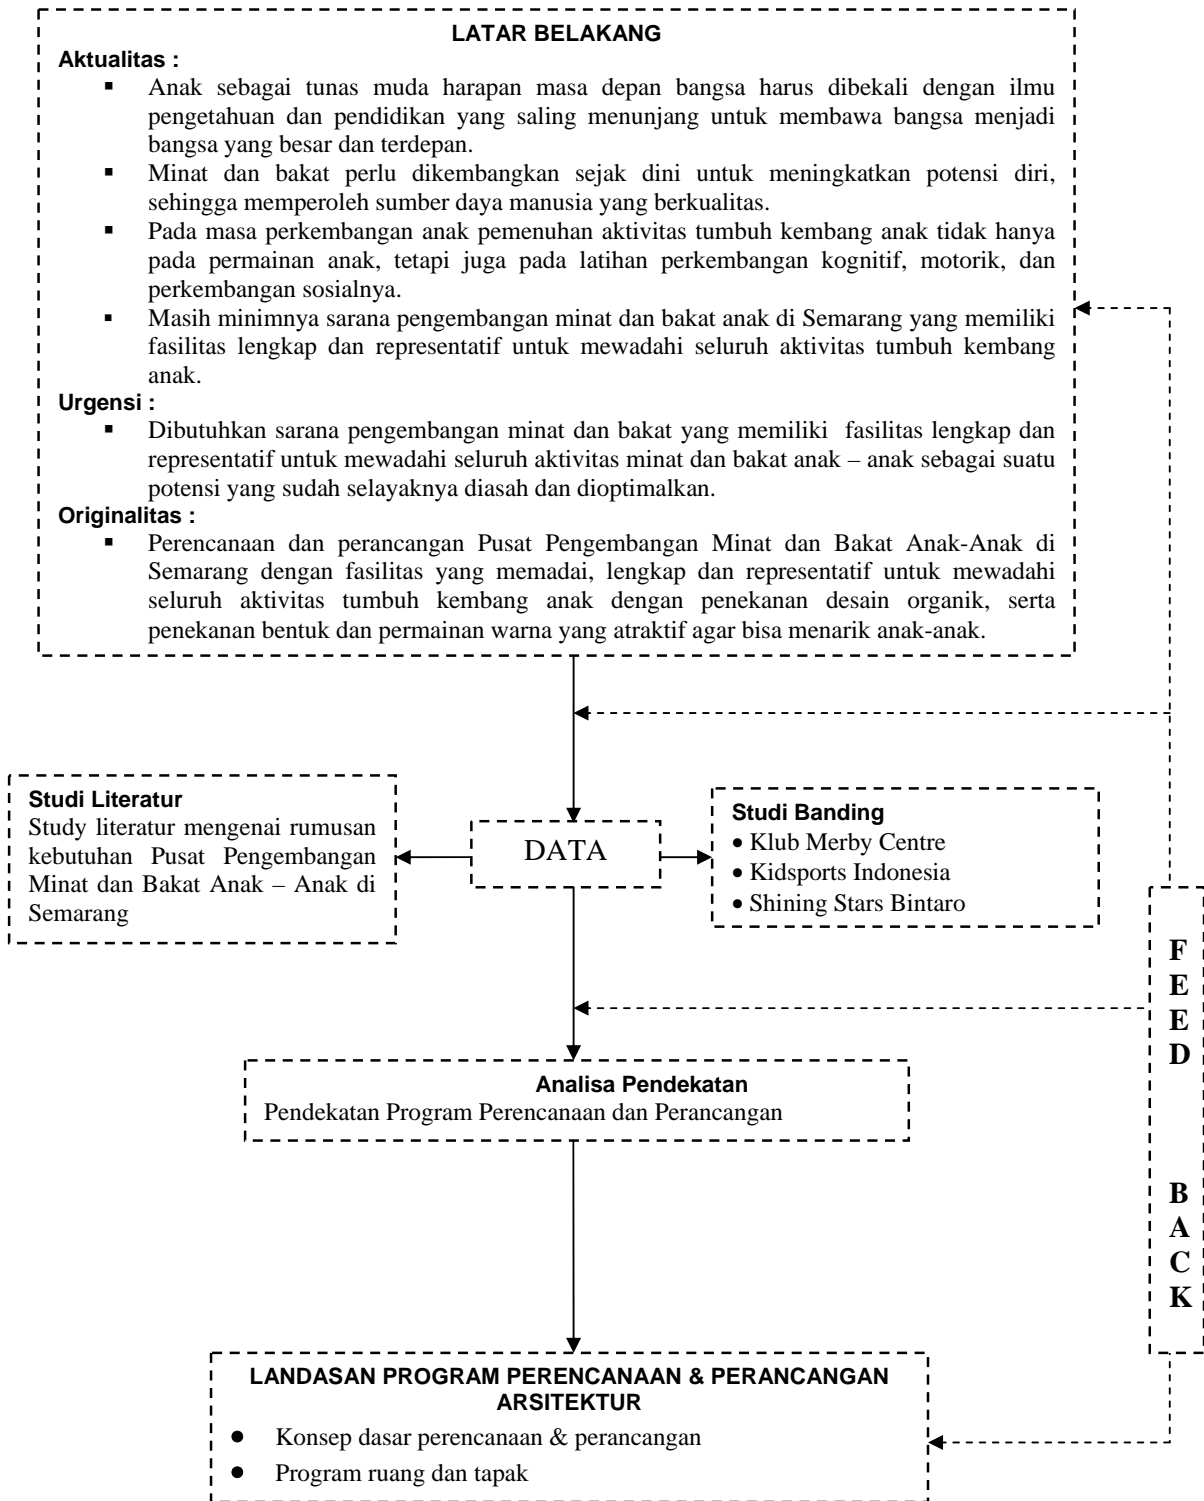 LATAR BELAKANG
Aktualitas :
▪ Anak sebagai tunas muda harapan masa depan bangsa harus dibekali dengan ilmu
pengetahuan dan pendidikan yang saling menunjang untuk membawa bangsa menjadi
bangsa yang besar dan terdepan.
▪ Minat dan bakat perlu dikembangkan sejak dini untuk meningkatkan potensi diri,
sehingga memperoleh sumber daya manusia yang berkualitas.
▪ Pada masa perkembangan anak pemenuhan aktivitas tumbuh kembang anak tidak hanya
pada permainan anak, tetapi juga pada latihan perkembangan kognitif, motorik, dan
perkembangan sosialnya.
▪ Masih minimnya sarana pengembangan minat dan bakat anak di Semarang yang memiliki
fasilitas lengkap dan representatif untuk mewadahi seluruh aktivitas tumbuh kembang
anak.
Urgensi :
▪ Dibutuhkan sarana pengembangan minat dan bakat yang memiliki fasilitas lengkap dan
representatif untuk mewadahi seluruh aktivitas minat dan bakat anak – anak sebagai suatu
potensi yang sudah selayaknya diasah dan dioptimalkan.
Originalitas :
▪ Perencanaan dan perancangan Pusat Pengembangan Minat dan Bakat Anak-Anak di
Semarang dengan fasilitas yang memadai, lengkap dan representatif untuk mewadahi
seluruh aktivitas tumbuh kembang anak dengan penekanan desain organik, serta
penekanan bentuk dan permainan warna yang atraktif agar bisa menarik anak-anak.
Studi Literatur
Study literatur mengenai rumusan
kebutuhan Pusat Pengembangan
Minat dan Bakat Anak – Anak di
Semarang
DATA
Studi Banding
• Klub Merby Centre
• Kidsports Indonesia
• Shining Stars Bintaro
F
E
E
D
B
A
C
K
Analisa Pendekatan
Pendekatan Program Perencanaan dan Perancangan
LANDASAN PROGRAM PERENCANAAN & PERANCANGAN
ARSITEKTUR
● Konsep dasar perencanaan & perancangan
● Program ruang dan tapak